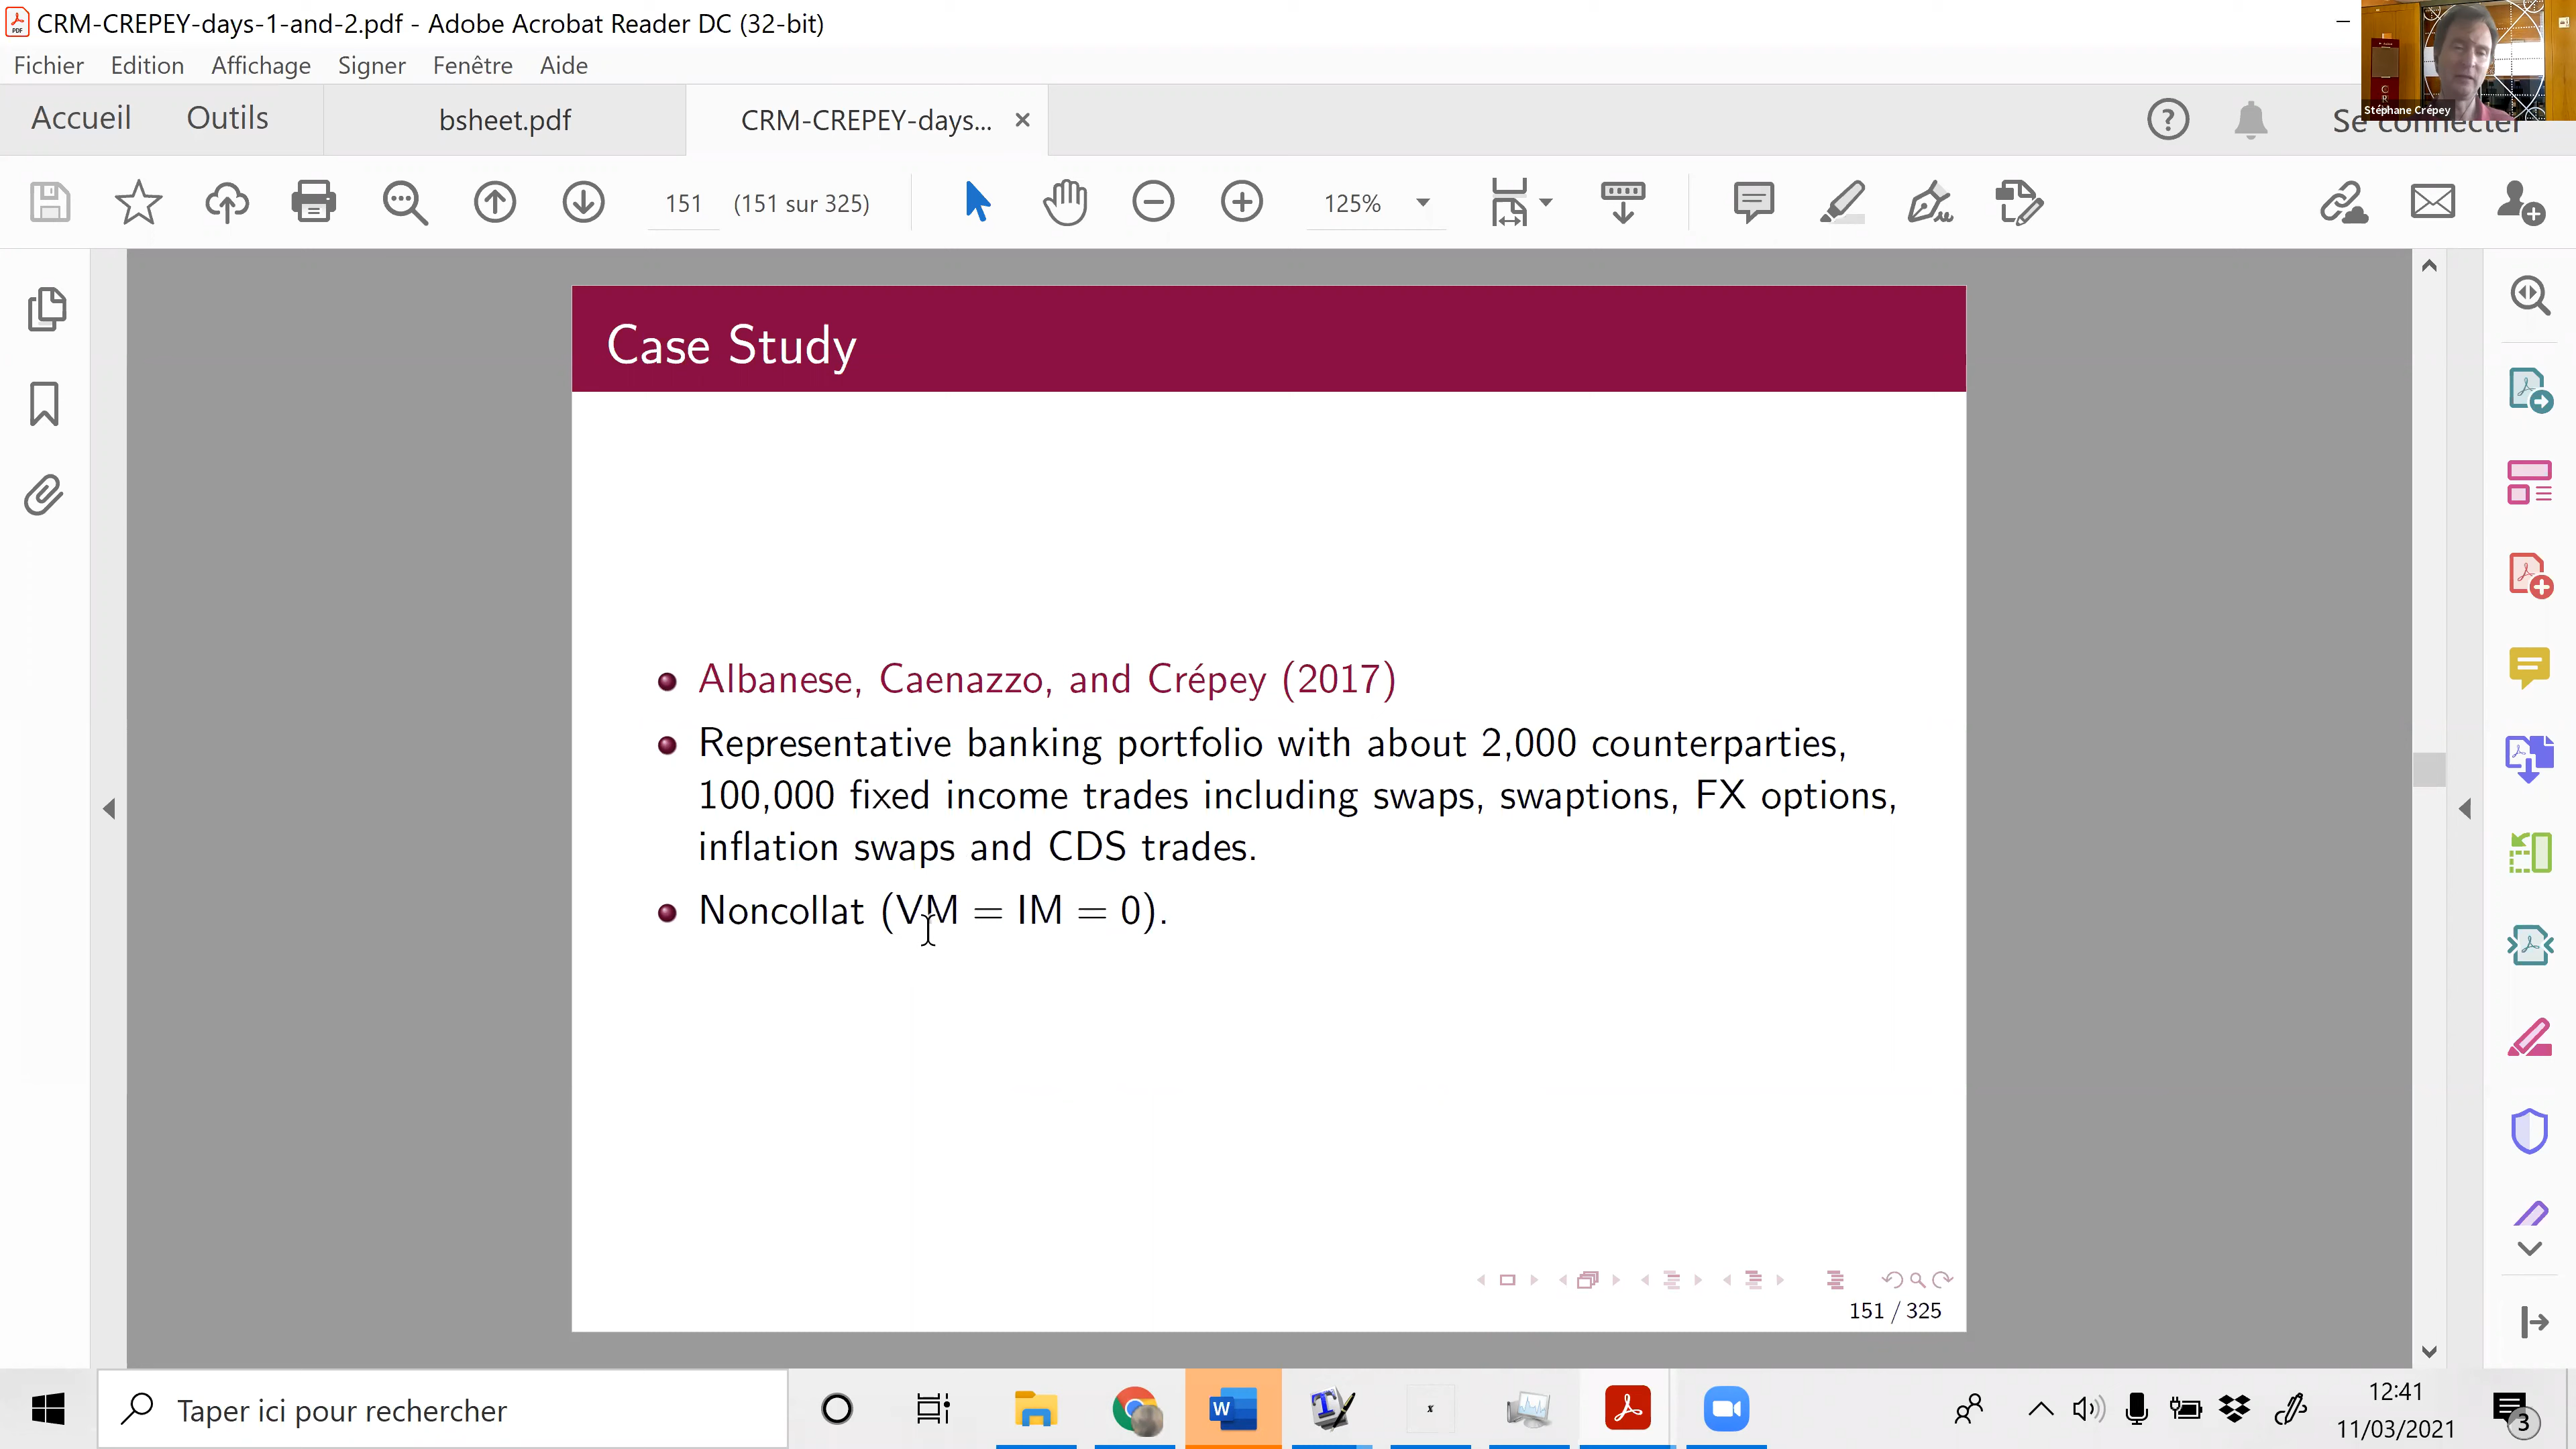 CRM-CREPEY-days-1-and-2.pdf - Adobe Acrobat Reader DC (32-bit)
Fichier Edition Affichage Signer Fenêtre Aide
Accueil Outils bsheet.pdf CRM-CREPEY-days... Se connecter
Stéphane Crépey
151 (151 sur 325) 125%
Case Study
Albanese, Caenazzo, and Crépey (2017)
Representative banking portfolio with about 2,000 counterparties,
100,000 fixed income trades including swaps, swaptions, FX options,
inflation swaps and CDS trades.
Noncollat (VM = IM = 0).
151 / 325
Taper ici pour rechercher
12:41
11/03/2021
3